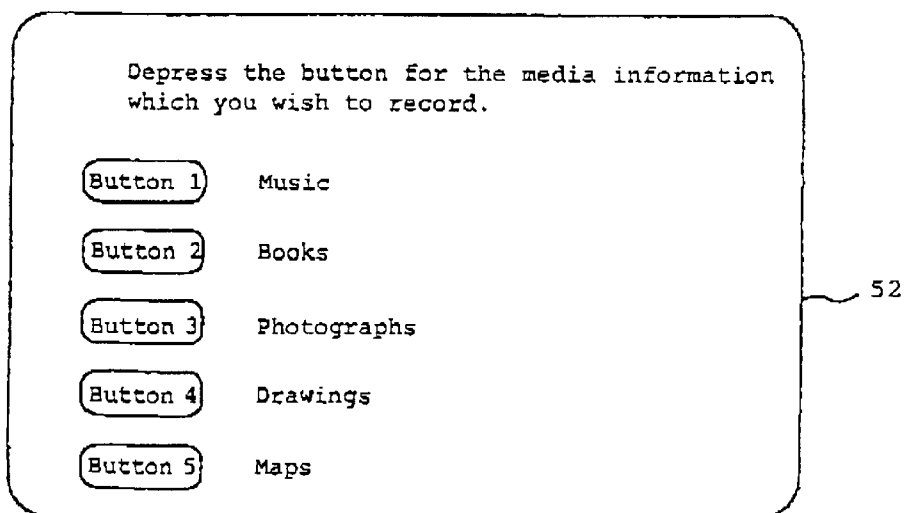 Depress the button for the media information
which you wish to record.
Button 1 Music
Button 2 Books
52
Button 3 Photographs
Button 4 Drawings
Button 5 Maps